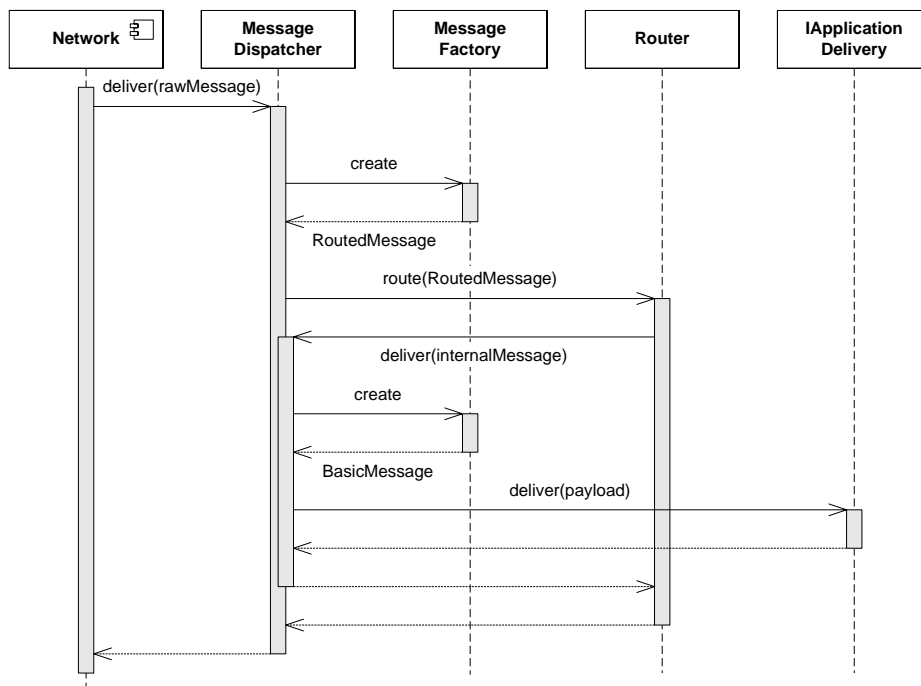 Network
Message
Dispatcher
Message
Factory
Router
IApplication
Delivery
deliver(rawMessage)
create
RoutedMessage
route(RoutedMessage)
deliver(internalMessage)
create
BasicMessage
deliver(payload)